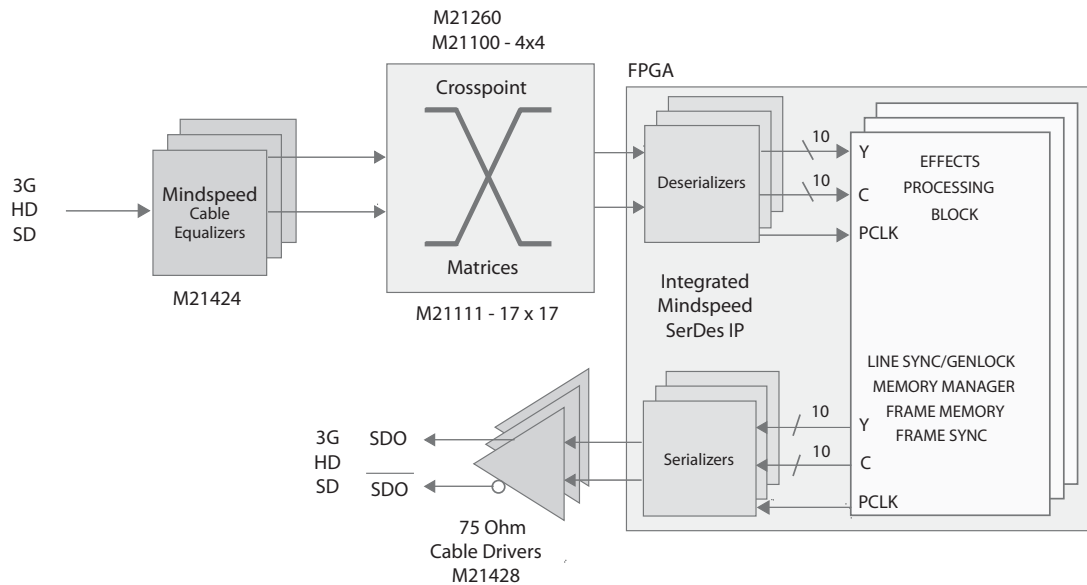 M21260
M21100 - 4x4
Crosspoint
Matrices
M21111 - 17 x 17
3G
HD
SD
Mindspeed
Cable
Equalizers
M21424
FPGA
Deserializers
10
10
Y
C
PCLK
EFFECTS
PROCESSING
BLOCK
Integrated
Mindspeed
SerDes IP
LINE SYNC/GENLOCK
MEMORY MANAGER
FRAME MEMORY
FRAME SYNC
Y
C
PCLK
10
10
Serializers
3G
HD
SD
SDO
SDO
75 Ohm
Cable Drivers
M21428